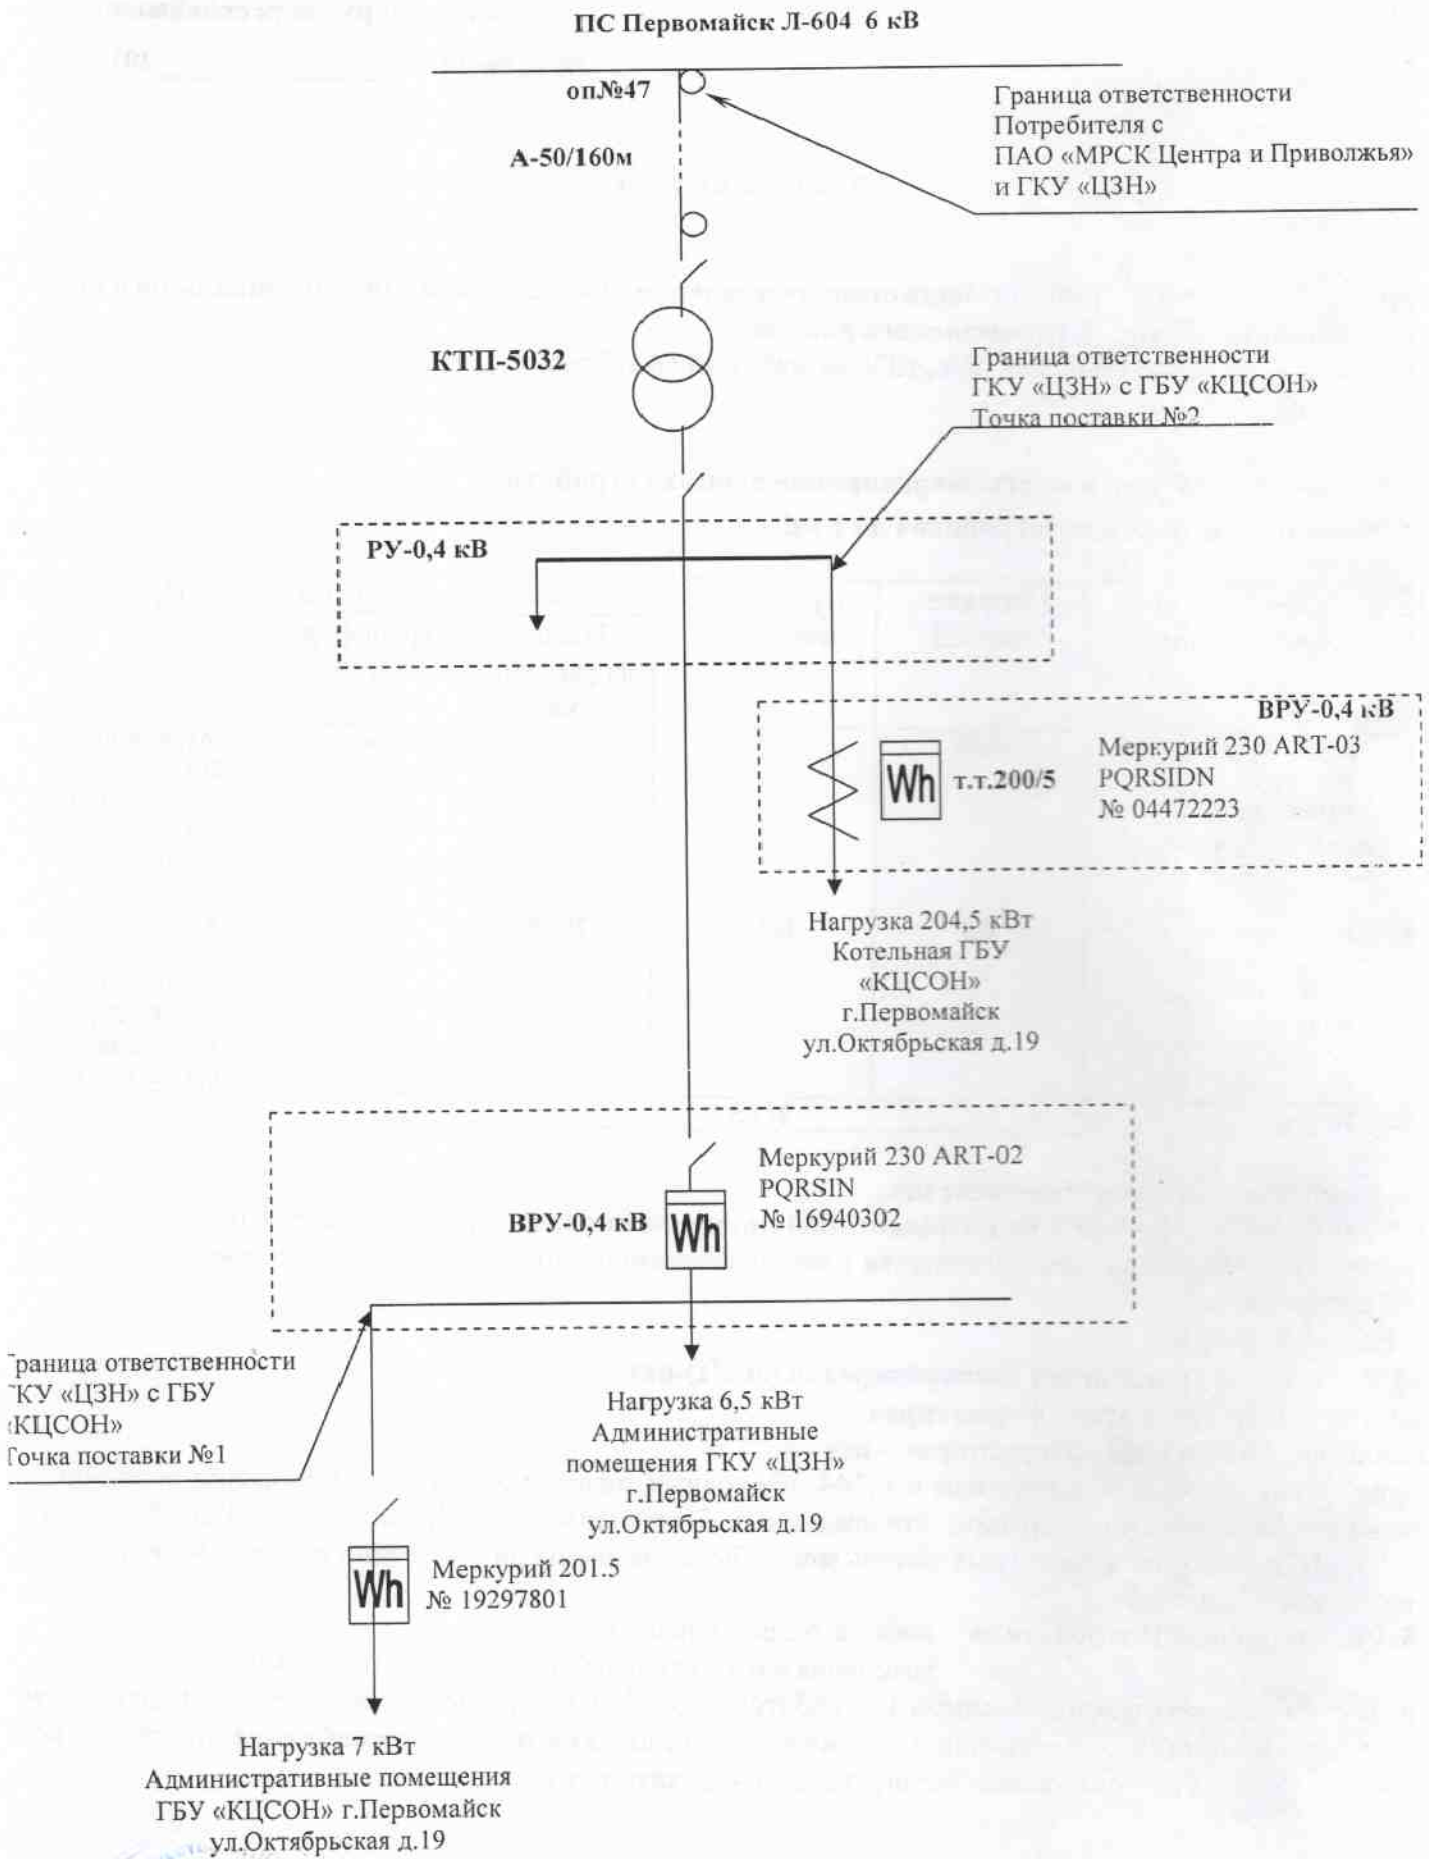 ПС Первомайск Л-604 6 кВ
оп№47
А-50/160м
Граница ответственности
Потребителя с
ПАО «МРСК Центра и Приволжья»
и ГКУ «ЦЗН»
КТП-5032
Граница ответственности
ГКУ «ЦЗН» с ГБУ «КЦСОН»
Точка поставки №2
РУ-0,4 кВ
ВРУ-0,4 кВ
Wh
т.т.200/5
Меркурий 230 ART-03
PQRSIDN
№ 04472223
Нагрузка 204,5 кВт
Котельная ГБУ
«КЦСОН»
г.Первомайск
ул.Октябрьская д.19
ВРУ-0,4 кВ
Wh
Меркурий 230 ART-02
PQRSIN
№ 16940302
раница ответственности
ГКУ «ЦЗН» с ГБУ
«КЦСОН»
Точка поставки №1
Нагрузка 6,5 кВт
Административные
помещения ГКУ «ЦЗН»
г.Первомайск
ул.Октябрьская д.19
Wh
Меркурий 201.5
№ 19297801
Нагрузка 7 кВт
Административные помещения
ГБУ «КЦСОН» г.Первомайск
ул.Октябрьская д.19